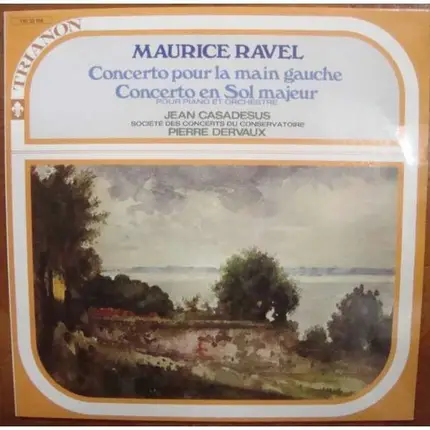 TRIANON
MAURICE RAVEL
Concerto pour la main gauche
Concerto en Sol majeur
POUR PIANO ET ORCHESTRE
JEAN CASADESUS
SOCIÉTÉ DES CONCERTS DU CONSERVATOIRE
PIERRE DERVAUX